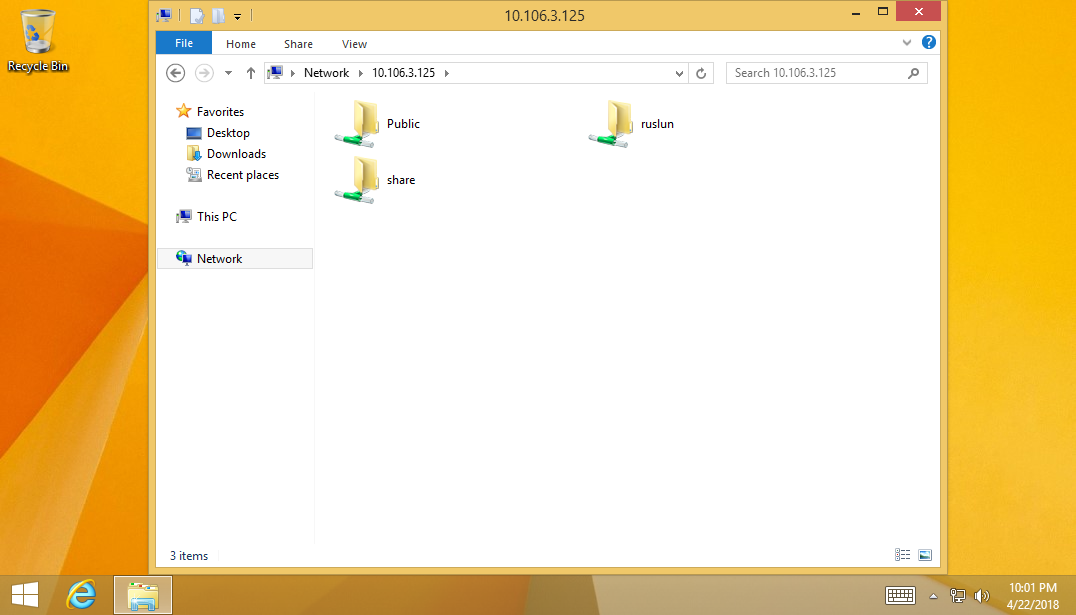 Recycle Bin
10.106.3.125
File Home Share View
Network 10.106.3.125
Search 10.106.3.125
Favorites
Desktop
Downloads
Recent places
This PC
Network
Public
ruslun
share
3 items
10:01 PM
4/22/2018